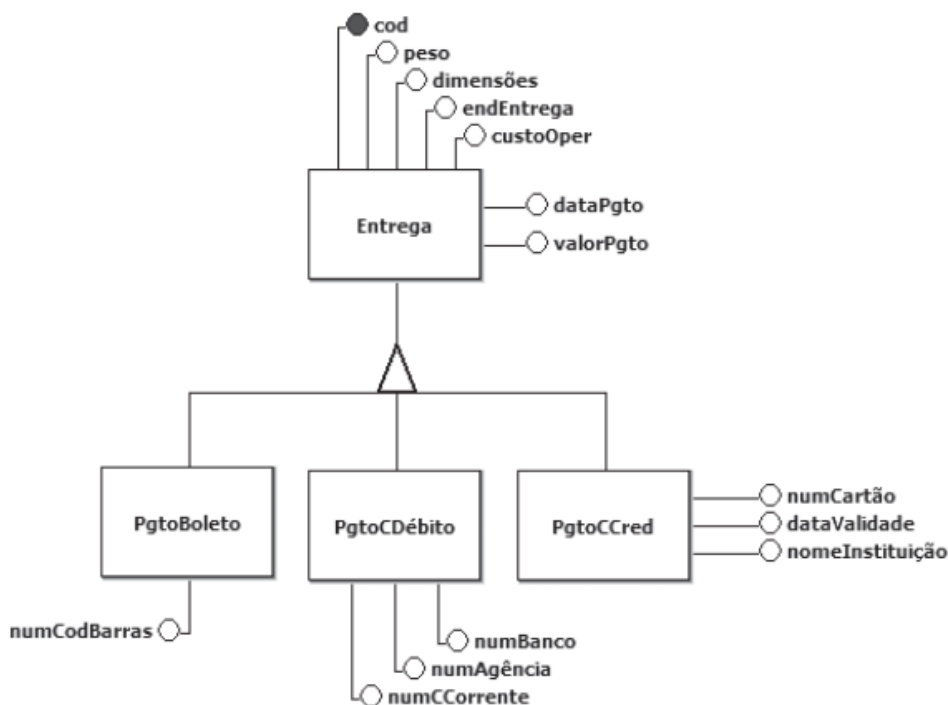 cod
peso
dimensões
endEntrega
custoOper
Entrega
dataPgto
valorPgto
PgtoBoleto
PgtoCDébito
PgtoCCred
numCartão
dataValidade
nomeInstituição
numCodBarras
numBanco
numAgência
numCCorrente